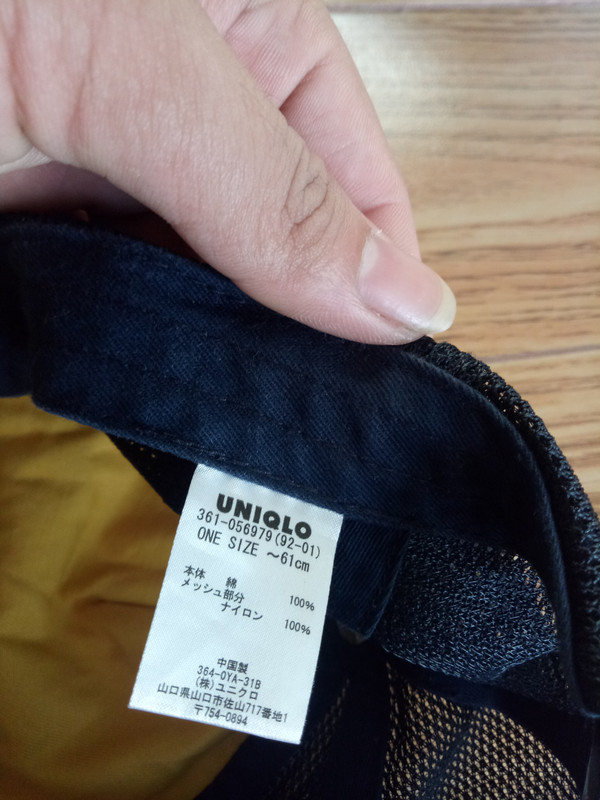 UNIQLO
361-056979(92-01)
ONE SIZE ～61cm
本体 綿
100%
メッシュ部分
ナイロン
100%
中国製
364-0YA-31B
(株)ユニクロ
山口県山口市佐山717番地1
〒754-0894